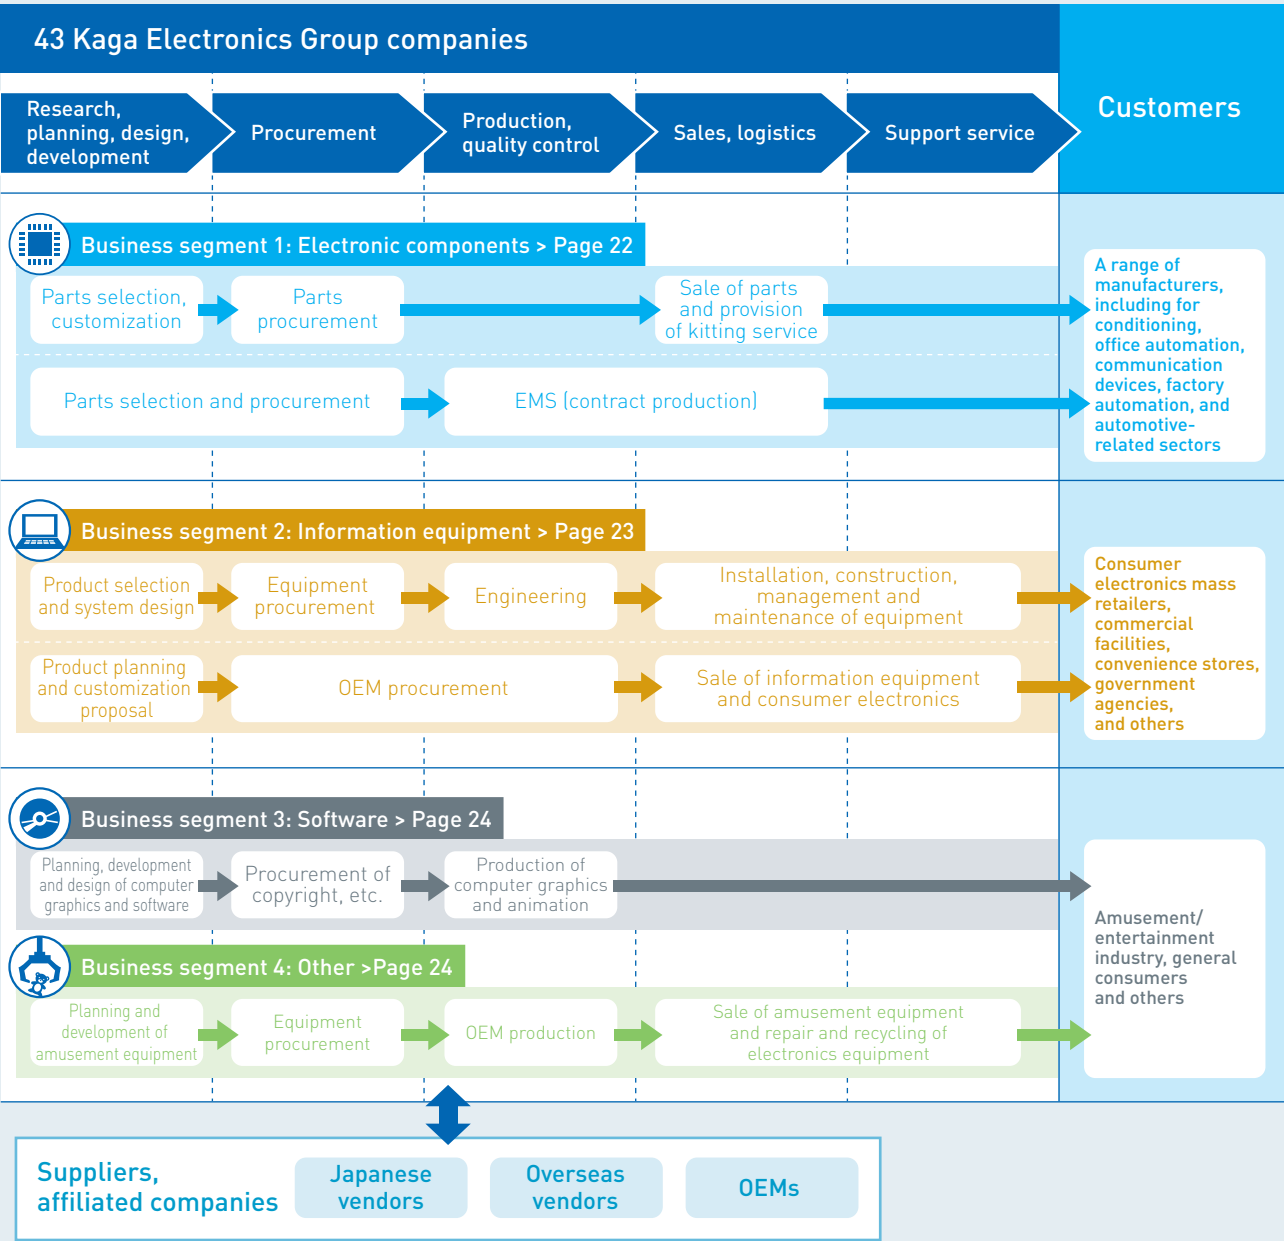 43 Kaga Electronics Group companies
Customers
Research,
planning, design,
development
Procurement
Production,
quality control
Sales, logistics
Support service
Business segment 1: Electronic components > Page 22
Parts selection,
customization
Parts
procurement
Sale of parts
and provision
of kitting service
Parts selection and procurement
EMS (contract production)
A range of
manufacturers,
including for
conditioning,
office automation,
communication
devices, factory
automation, and
automotive-
related sectors
Business segment 2: Information equipment > Page 23
Product selection
and system design
Equipment
procurement
Engineering
Installation, construction,
management and
maintenance of equipment
Product planning
and customization
proposal
OEM procurement
Sale of information equipment
and consumer electronics
Consumer
electronics mass
retailers,
commercial
facilities,
convenience stores,
government
agencies,
and others
Business segment 3: Software > Page 24
Planning, development
and design of computer
graphics and software
Procurement of
copyright, etc.
Production of
computer graphics
and animation
Business segment 4: Other >Page 24
Planning and
development of
amusement equipment
Equipment
procurement
OEM production
Sale of amusement equipment
and repair and recycling of
electronics equipment
Amusement/
entertainment
industry, general
consumers
and others
Suppliers,
affiliated companies
Japanese
vendors
Overseas
vendors
OEMs